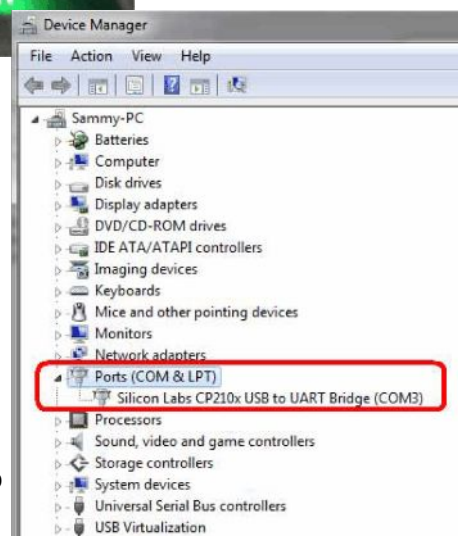 Device Manager
File Action View Help
Sammy-PC
Batteries
Computer
Disk drives
Display adapters
DVD/CD-ROM drives
IDE ATA/ATAPI controllers
Imaging devices
Keyboards
Mice and other pointing devices
Monitors
Network adapters
Ports (COM & LPT)
Silicon Labs CP210x USB to UART Bridge (COM3)
Processors
Sound, video and game controllers
Storage controllers
System devices
Universal Serial Bus controllers
USB Virtualization